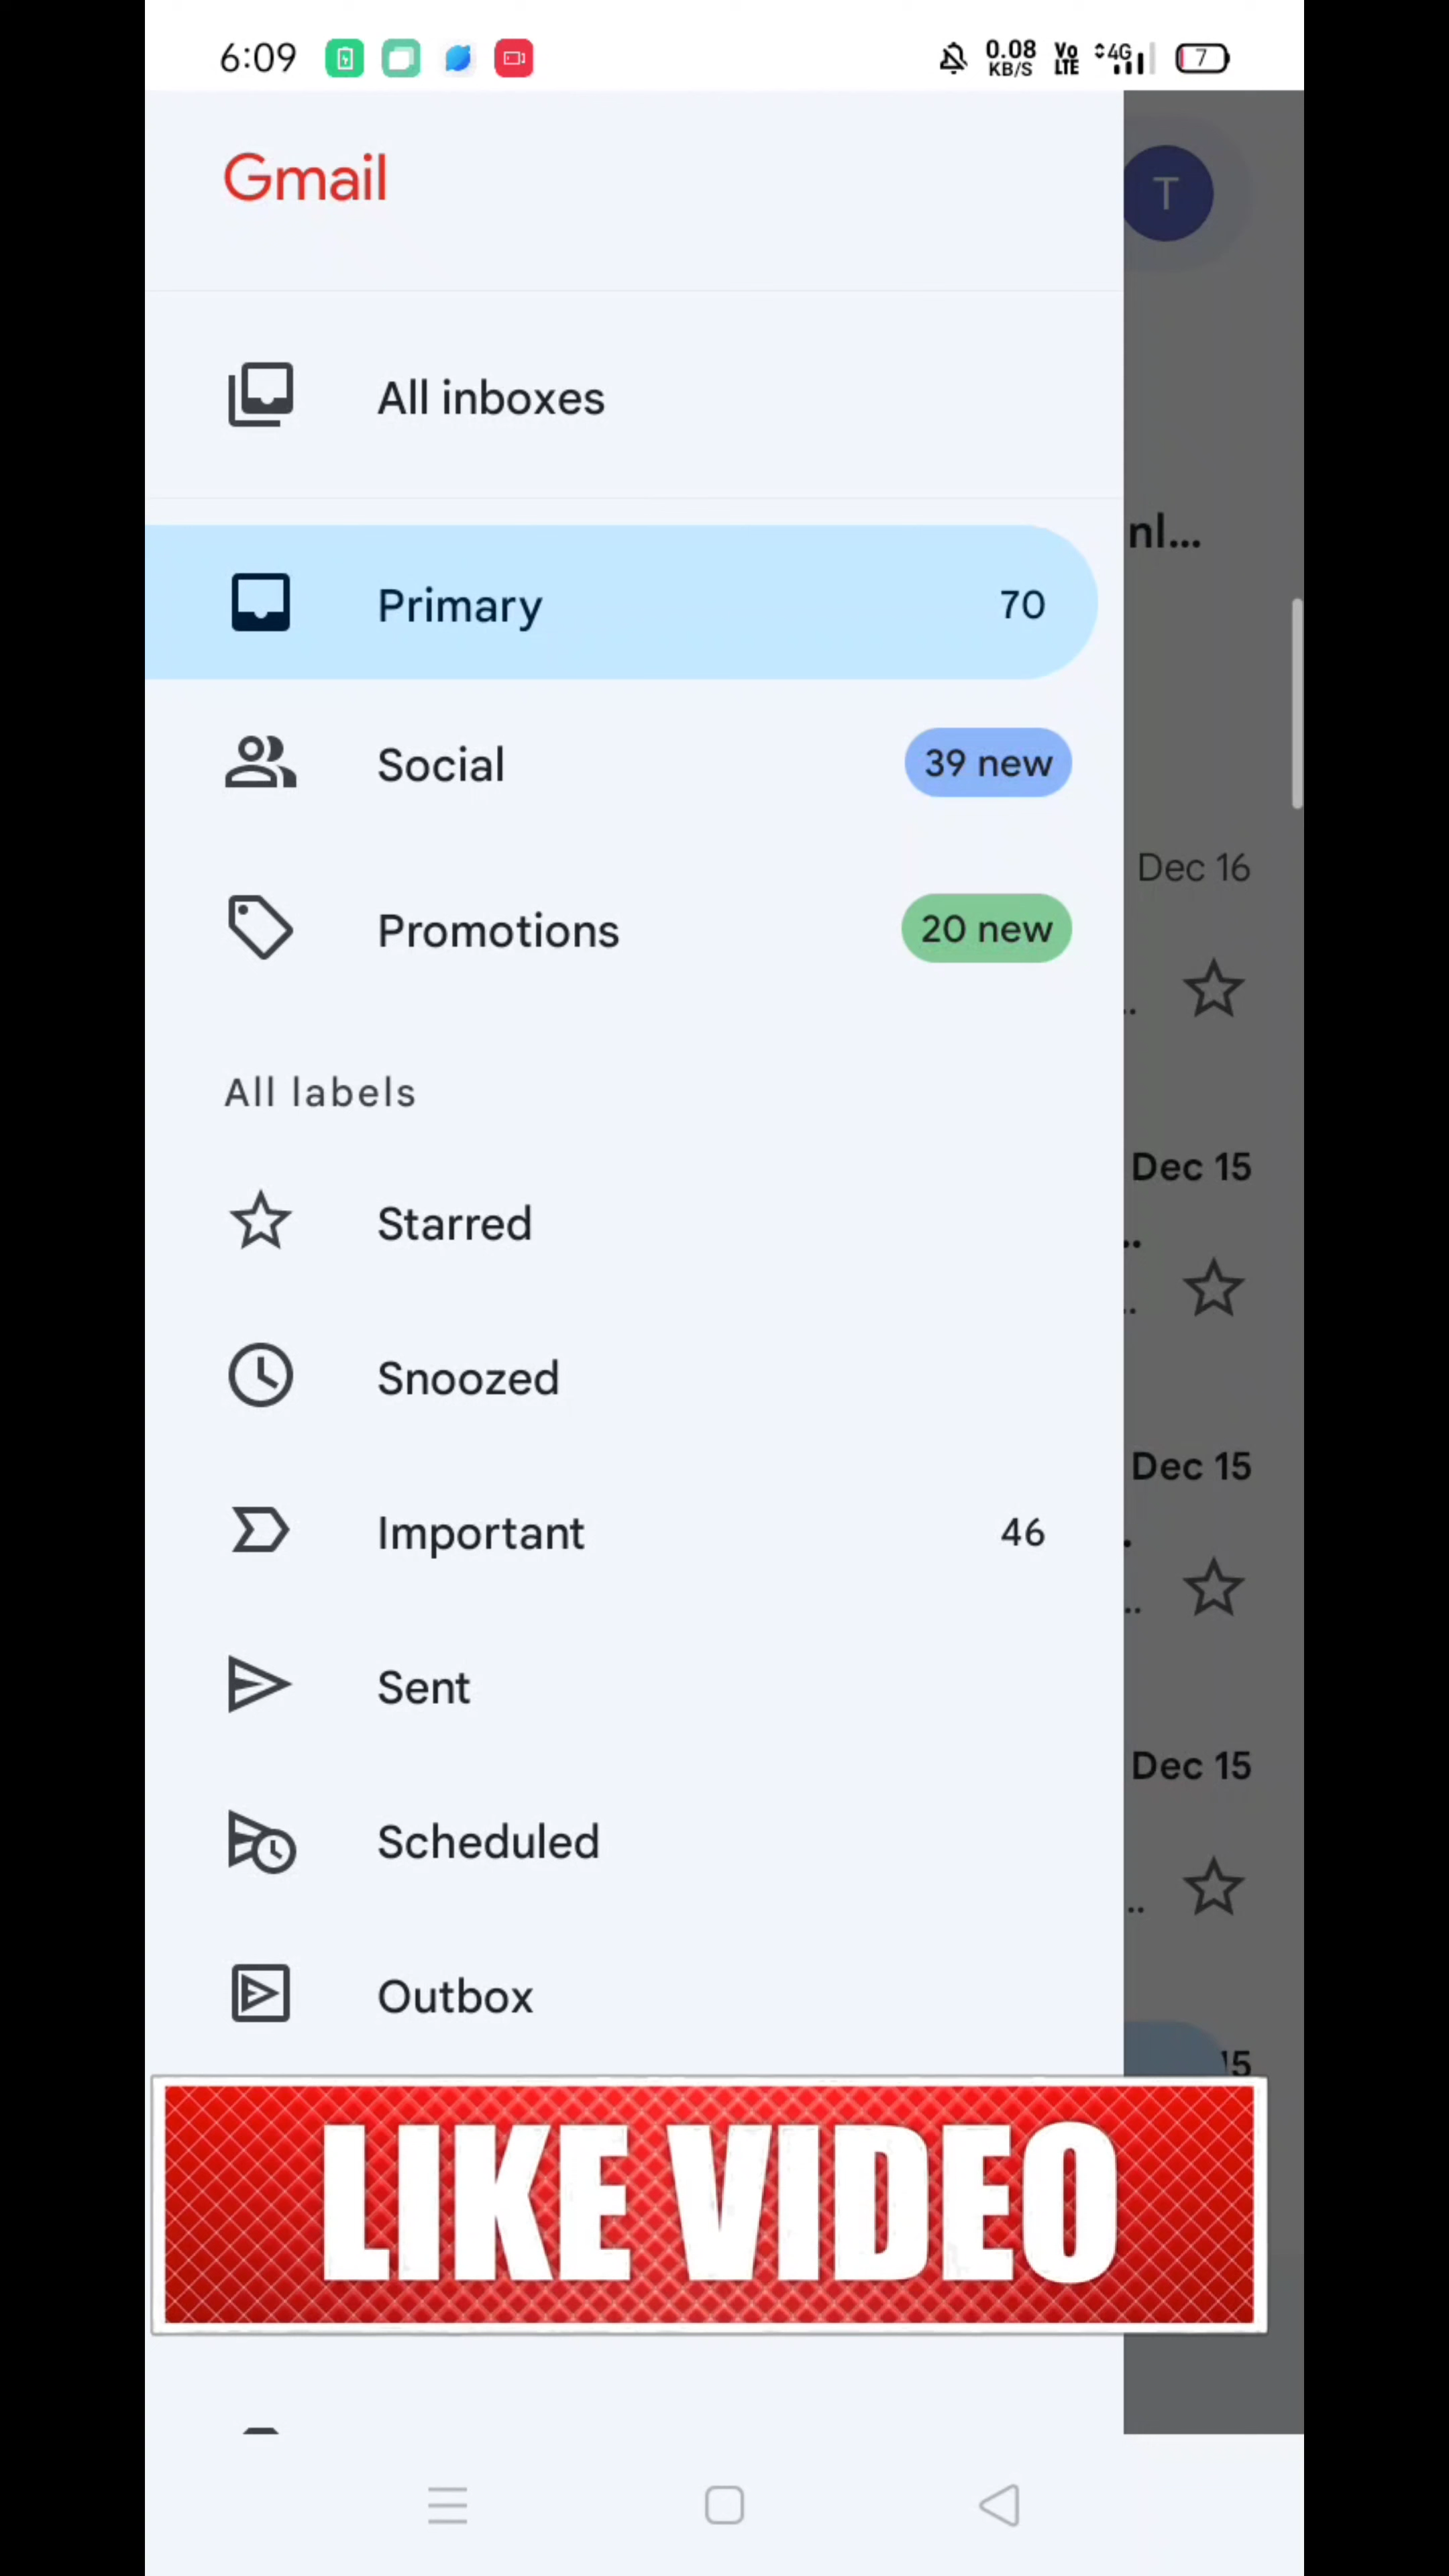 6:09 0.08 KB/S Vo LTE 4G 7
Gmail
T
All inboxes
nl...
Primary 70
Social 39 new
Dec 16
Promotions 20 new
All labels
Dec 15
Starred
Snoozed
Dec 15
Important 46
Sent
Dec 15
Scheduled
Outbox
15
LIKE VIDEO